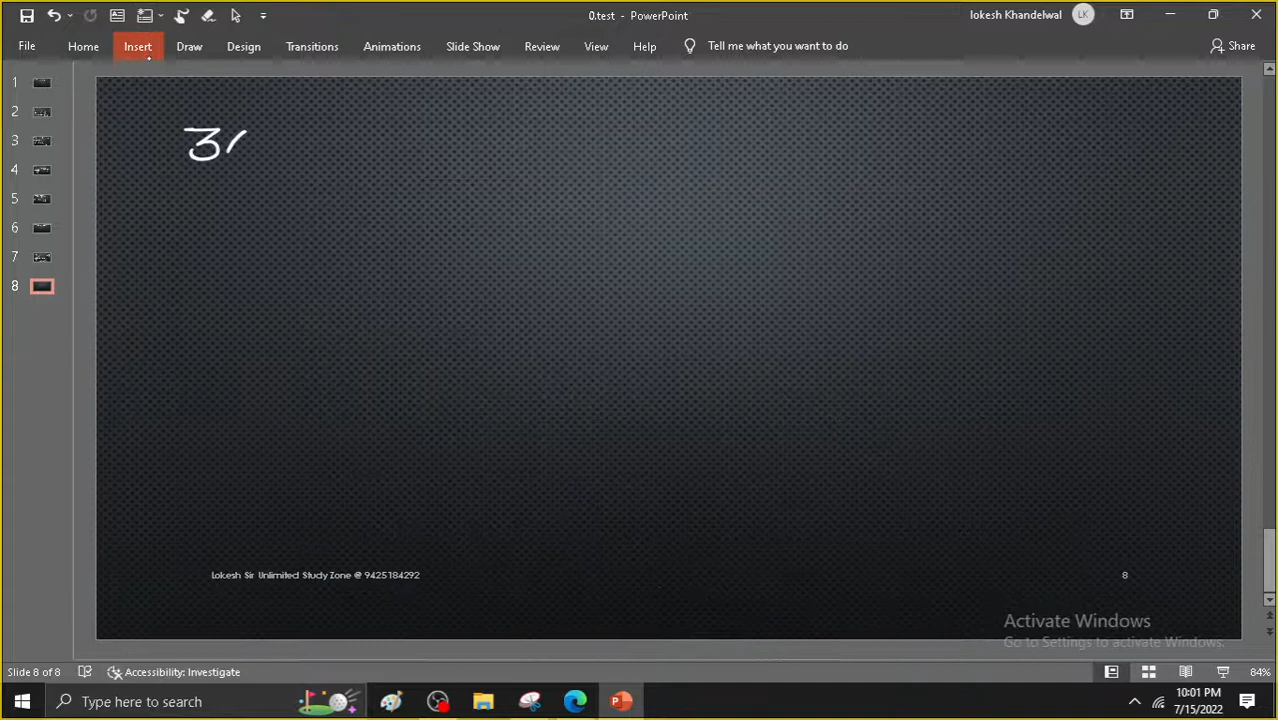 0.test - PowerPoint
lokesh Khandelwal LK
File Home Insert Draw Design Transitions Animations Slide Show Review View Help Tell me what you want to do Share
1
2
3
4
5
6
7
8
3(
Lokesh Sir Unlimited Study Zone @ 9425184292 8
Activate Windows
Go to Settings to activate Windows.
Slide 8 of 8 Accessibility: Investigate 84%
Type here to search
10:01 PM
7/15/2022